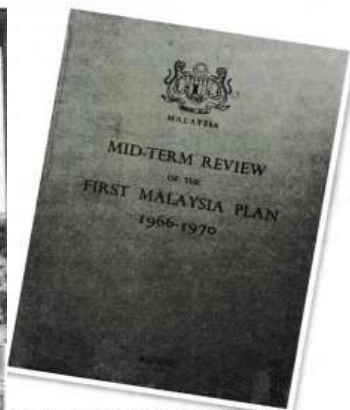 MALAYSIA
MID-TERM REVIEW
OF THE
FIRST MALAYSIA PLAN
1966-1970